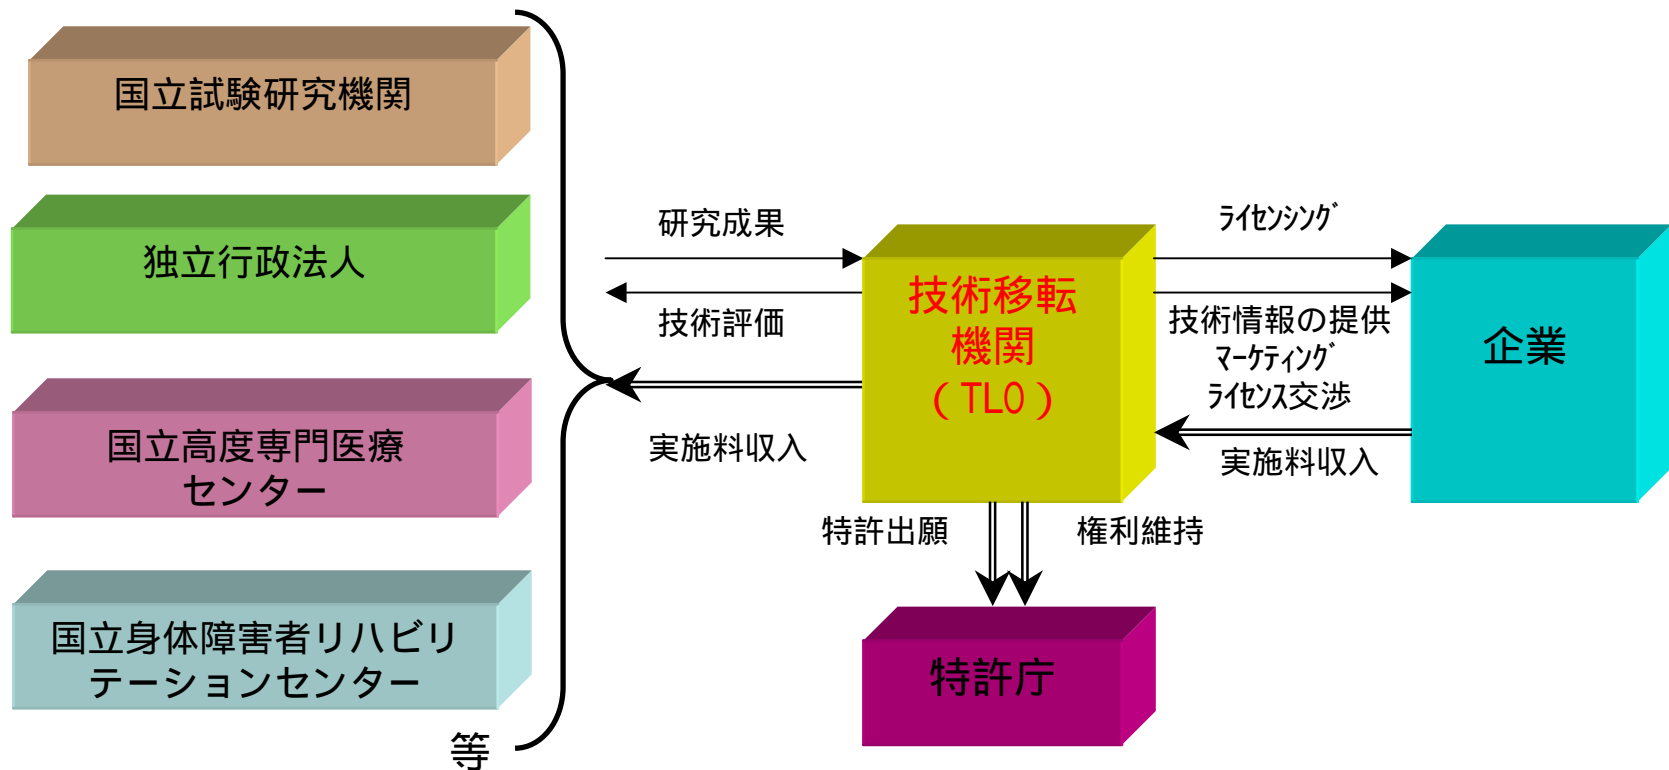 国立試験研究機関
独立行政法人
国立高度専門医療
センター
国立身体障害者リハビリ
テーションセンター
等
研究成果
技術評価
実施料収入
技術移転
機関
（TLO）
特許出願
権利維持
特許庁
ﾗｲｾﾝｼﾝｸﾞ
技術情報の提供
ﾏｰｹﾃｨﾝｸﾞ
ﾗｲｾﾝｽ交渉
実施料収入
企業